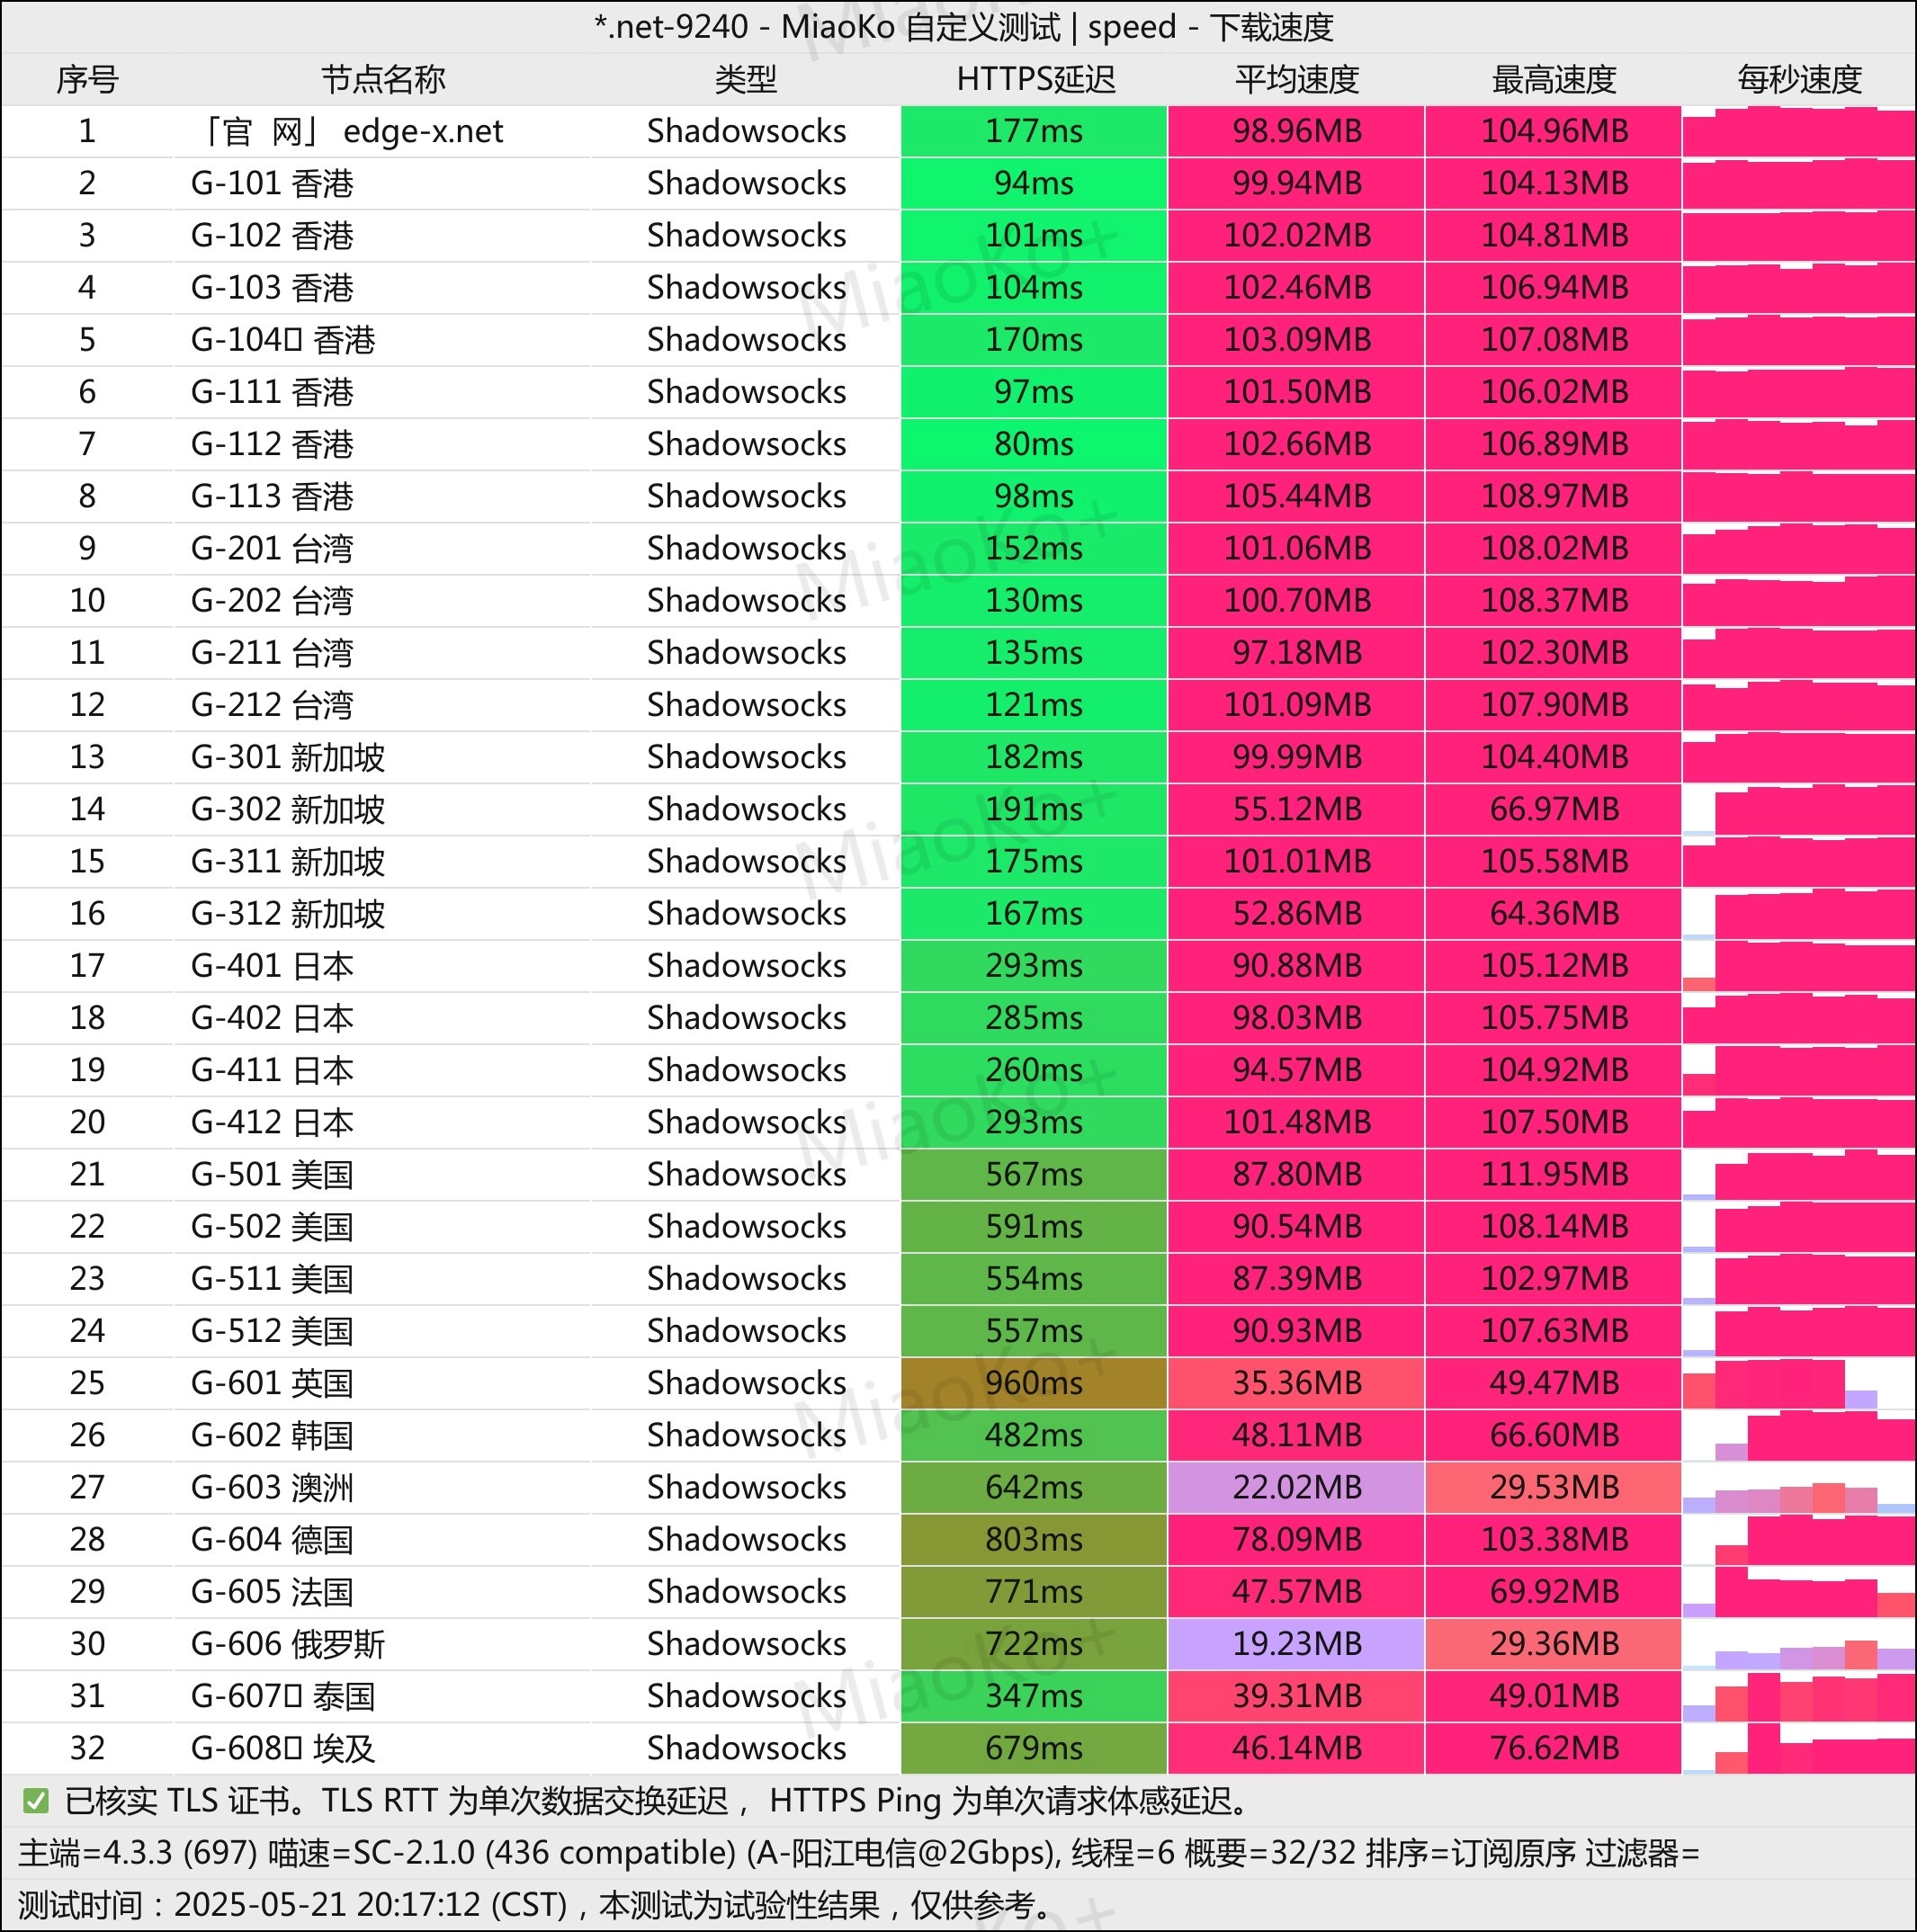 *.net-9240 - MiaoKo 自定义测试 | speed - 下载速度
序号 节点名称 类型 HTTPS延迟 平均速度 最高速度 每秒速度
1 「官 网」 edge-x.net Shadowsocks 177ms 98.96MB 104.96MB
2 G-101 香港 Shadowsocks 94ms 99.94MB 104.13MB
3 G-102 香港 Shadowsocks 101ms 102.02MB 104.81MB
4 G-103 香港 Shadowsocks 104ms 102.46MB 106.94MB
5 G-104 香港 Shadowsocks 170ms 103.09MB 107.08MB
6 G-111 香港 Shadowsocks 97ms 101.50MB 106.02MB
7 G-112 香港 Shadowsocks 80ms 102.66MB 106.89MB
8 G-113 香港 Shadowsocks 98ms 105.44MB 108.97MB
9 G-201 台湾 Shadowsocks 152ms 101.06MB 108.02MB
10 G-202 台湾 Shadowsocks 130ms 100.70MB 108.37MB
11 G-211 台湾 Shadowsocks 135ms 97.18MB 102.30MB
12 G-212 台湾 Shadowsocks 121ms 101.09MB 107.90MB
13 G-301 新加坡 Shadowsocks 182ms 99.99MB 104.40MB
14 G-302 新加坡 Shadowsocks 191ms 55.12MB 66.97MB
15 G-311 新加坡 Shadowsocks 175ms 101.01MB 105.58MB
16 G-312 新加坡 Shadowsocks 167ms 52.86MB 64.36MB
17 G-401 日本 Shadowsocks 293ms 90.88MB 105.12MB
18 G-402 日本 Shadowsocks 285ms 98.03MB 105.75MB
19 G-411 日本 Shadowsocks 260ms 94.57MB 104.92MB
20 G-412 日本 Shadowsocks 293ms 101.48MB 107.50MB
21 G-501 美国 Shadowsocks 567ms 87.80MB 111.95MB
22 G-502 美国 Shadowsocks 591ms 90.54MB 108.14MB
23 G-511 美国 Shadowsocks 554ms 87.39MB 102.97MB
24 G-512 美国 Shadowsocks 557ms 90.93MB 107.63MB
25 G-601 英国 Shadowsocks 960ms 35.36MB 49.47MB
26 G-602 韩国 Shadowsocks 482ms 48.11MB 66.60MB
27 G-603 澳洲 Shadowsocks 642ms 22.02MB 29.53MB
28 G-604 德国 Shadowsocks 803ms 78.09MB 103.38MB
29 G-605 法国 Shadowsocks 771ms 47.57MB 69.92MB
30 G-606 俄罗斯 Shadowsocks 722ms 19.23MB 29.36MB
31 G-607 泰国 Shadowsocks 347ms 39.31MB 49.01MB
32 G-608 埃及 Shadowsocks 679ms 46.14MB 76.62MB
✅ 已核实 TLS 证书。TLS RTT 为单次数据交换延迟， HTTPS Ping 为单次请求体感延迟。
主端=4.3.3 (697) 喵速=SC-2.1.0 (436 compatible) (A-阳江电信@2Gbps), 线程=6 概要=32/32 排序=订阅原序 过滤器=
测试时间：2025-05-21 20:17:12 (CST)，本测试为试验性结果，仅供参考。